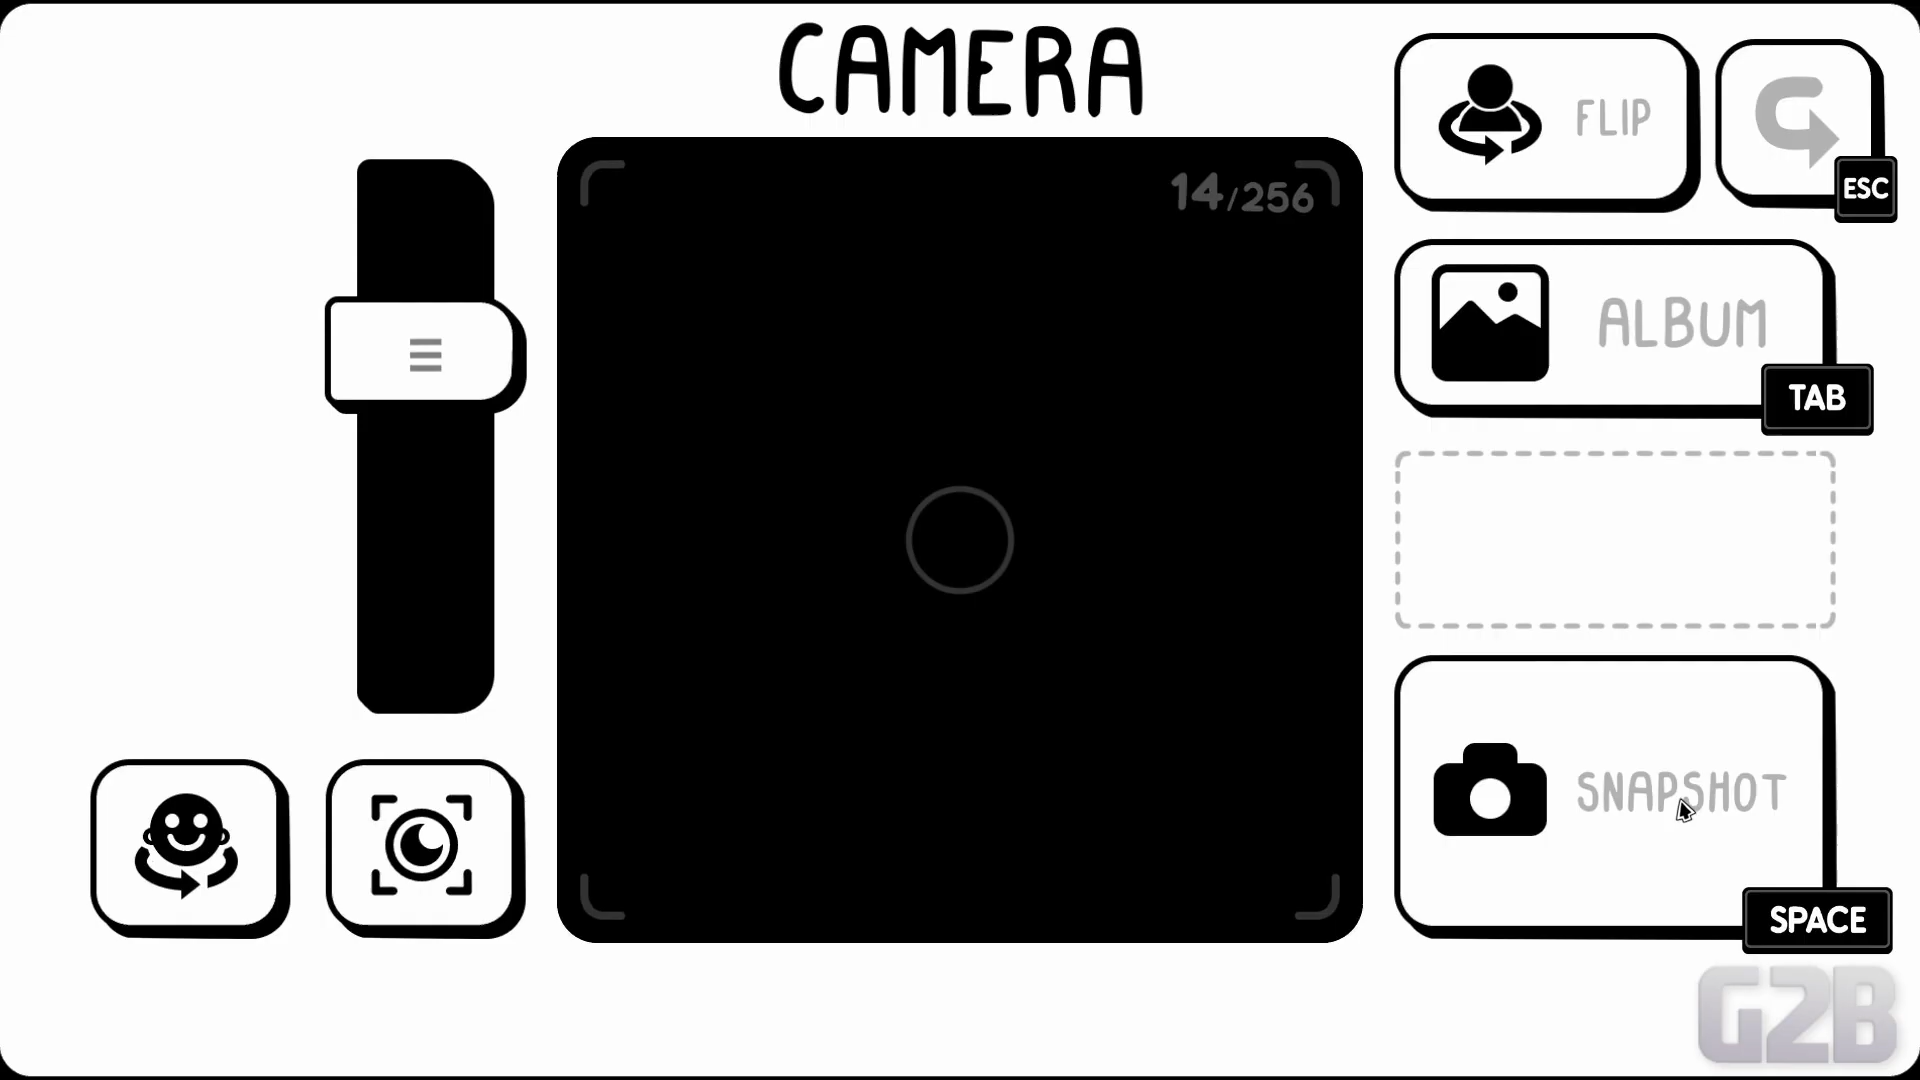 CAMERA
FLIP
ESC
14/256
ALBUM
TAB
SNAPSHOT
SPACE
G2B